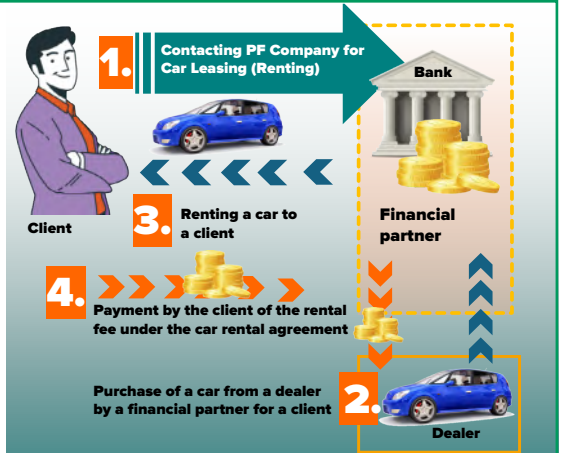 1.
Contacting PF Company for
Car Leasing (Renting)
Bank
Client
3.
Renting a car to
a client
Financial
partner
4.
Payment by the client of the rental
fee under the car rental agreement
Purchase of a car from a dealer
by a financial partner for a client
2.
Dealer